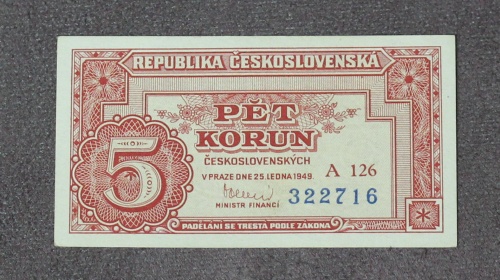 REPUBLIKA ČESKOSLOVENSKÁ
PĚT
KORUN
ČESKOSLOVENSKÝCH
V PRAZE DNE 25. LEDNA 1949.
A 126
322716
MINISTR FINANCÍ
5
PADĚLÁNÍ SE TRESTÁ PODLE ZÁKONA